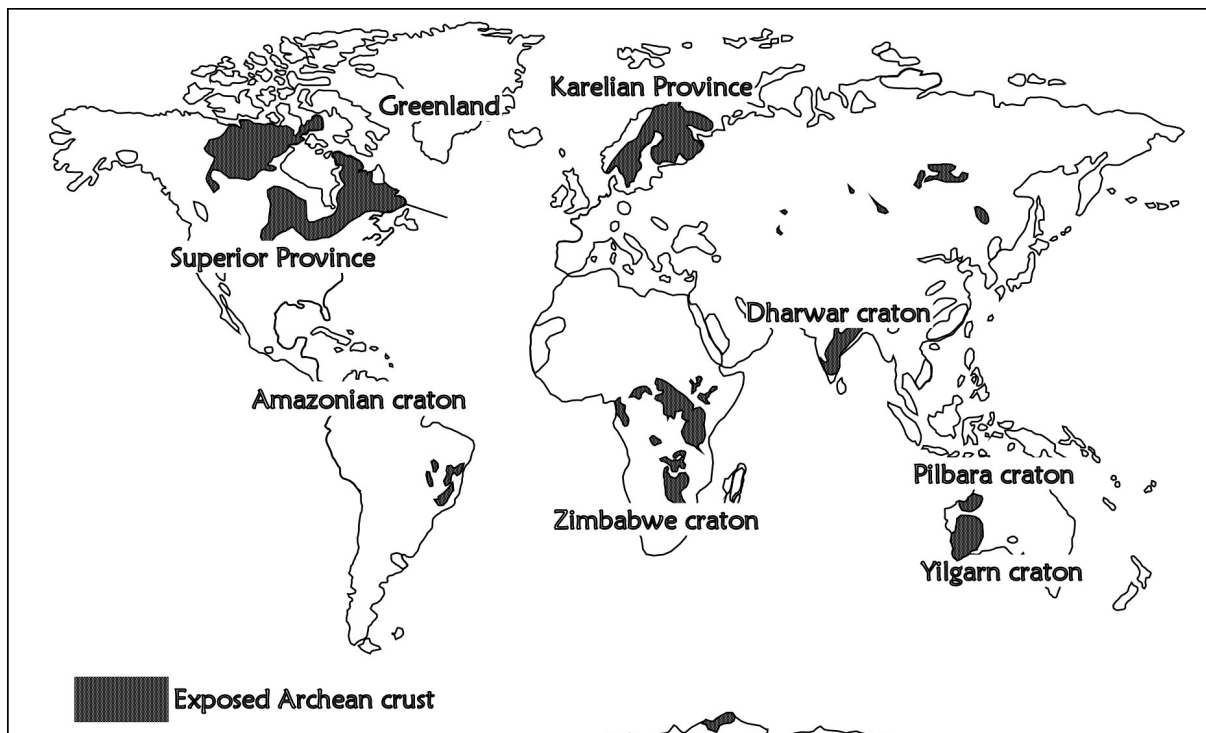 Karelian Province
Greenland
Superior Province
Dharwar craton
Amazonian craton
Pilbara craton
Zimbabwe craton
Yilgarn craton
Exposed Archean crust